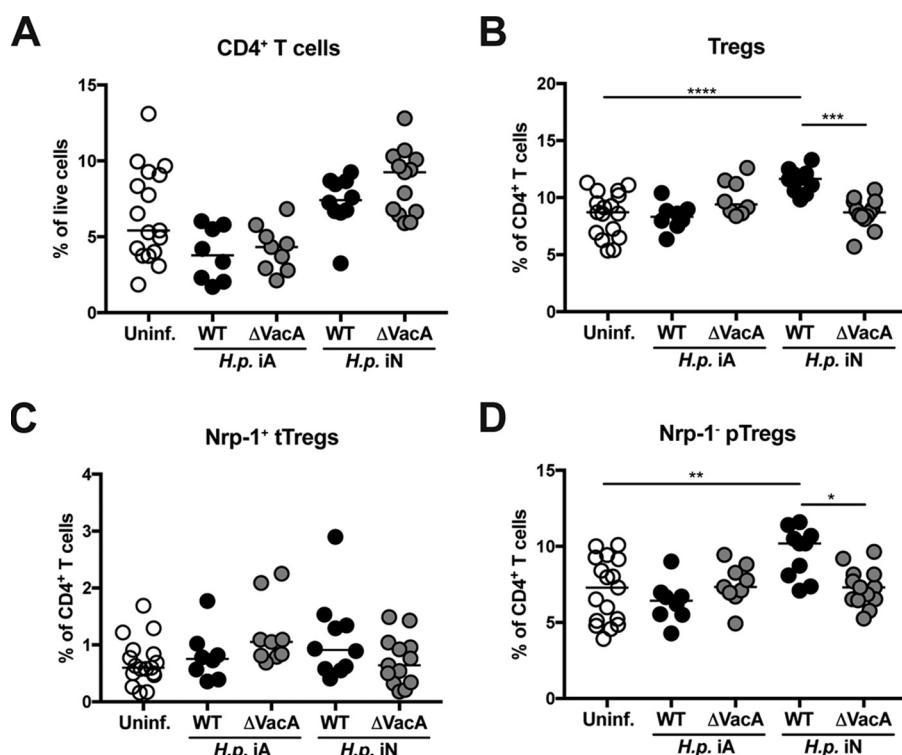 A
CD4⁺ T cells
% of live cells
15
10
5
0
Uninf.
WT
ΔVacA
WT
ΔVacA
H.p. iA
H.p. iN
B
Tregs
% of CD4⁺ T cells
20
15
10
5
0
****
***
Uninf.
WT
ΔVacA
WT
ΔVacA
H.p. iA
H.p. iN
C
Nrp-1⁺ tTregs
% of CD4⁺ T cells
4
3
2
1
0
Uninf.
WT
ΔVacA
WT
ΔVacA
H.p. iA
H.p. iN
D
Nrp-1⁻ pTregs
% of CD4⁺ T cells
15
10
5
0
**
*
Uninf.
WT
ΔVacA
WT
ΔVacA
H.p. iA
H.p. iN